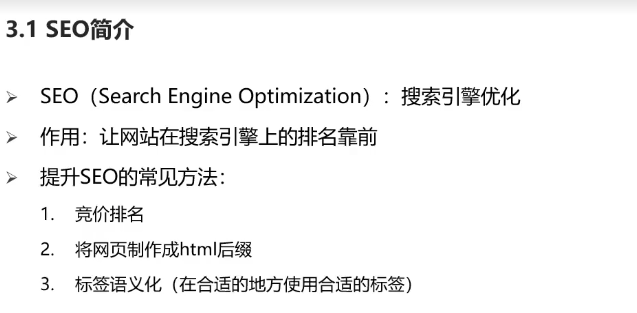 3.1 SEO简介
SEO（Search Engine Optimization）：搜索引擎优化
作用：让网站在搜索引擎上的排名靠前
提升SEO的常见方法：
1. 竞价排名
2. 将网页制作成html后缀
3. 标签语义化（在合适的地方使用合适的标签）